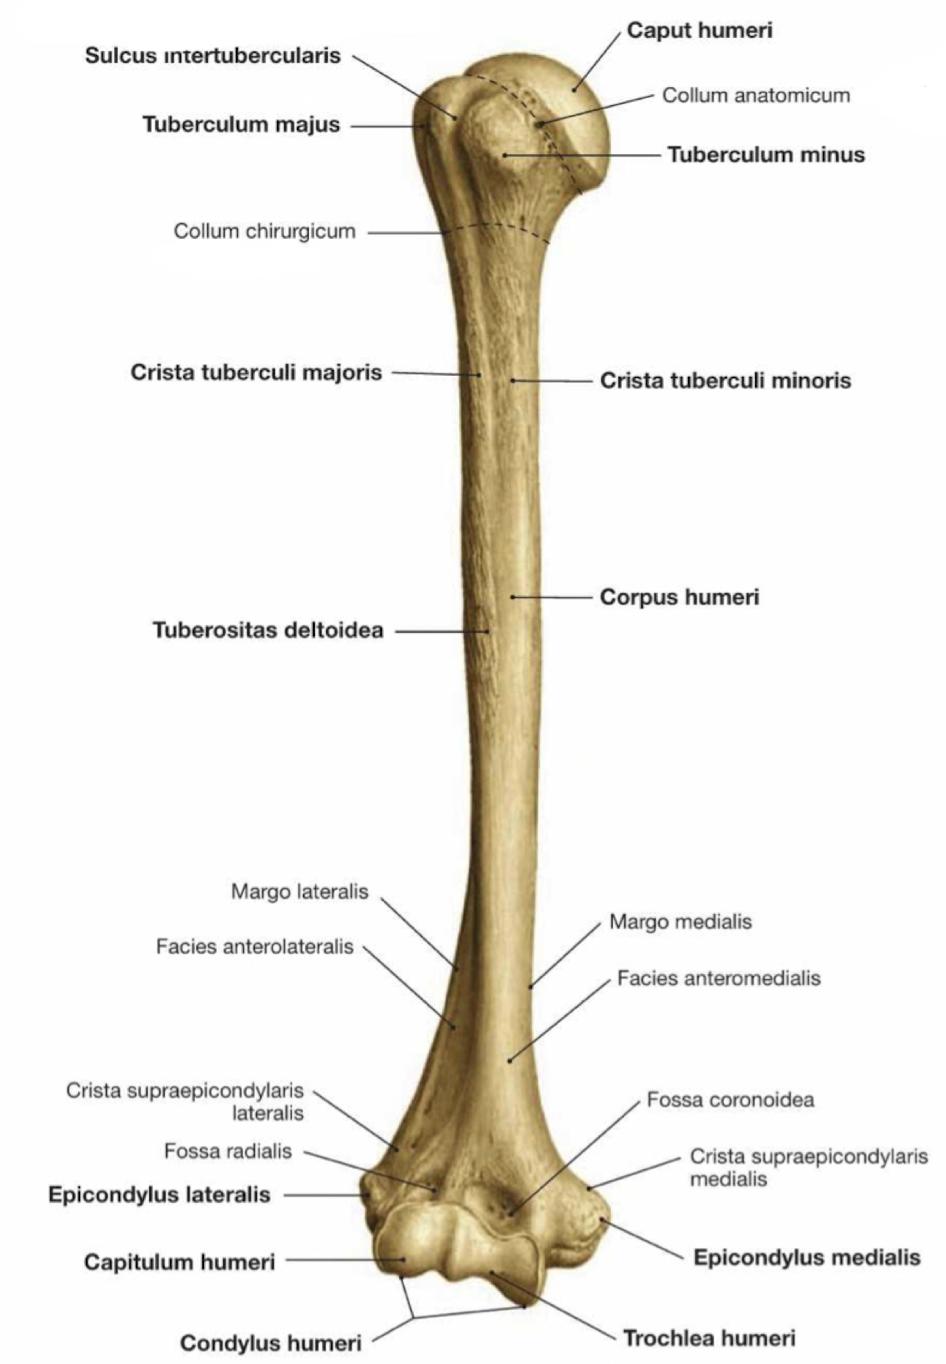 Caput humeri
Sulcus intertubercularis
Collum anatomicum
Tuberculum majus
Tuberculum minus
Collum chirurgicum
Crista tuberculi majoris
Crista tuberculi minoris
Corpus humeri
Tuberositas deltoidea
Margo lateralis
Margo medialis
Facies anterolateralis
Facies anteromedialis
Crista supraepicondylaris
lateralis
Fossa coronoidea
Fossa radialis
Crista supraepicondylaris
medialis
Epicondylus lateralis
Epicondylus medialis
Capitulum humeri
Condylus humeri
Trochlea humeri